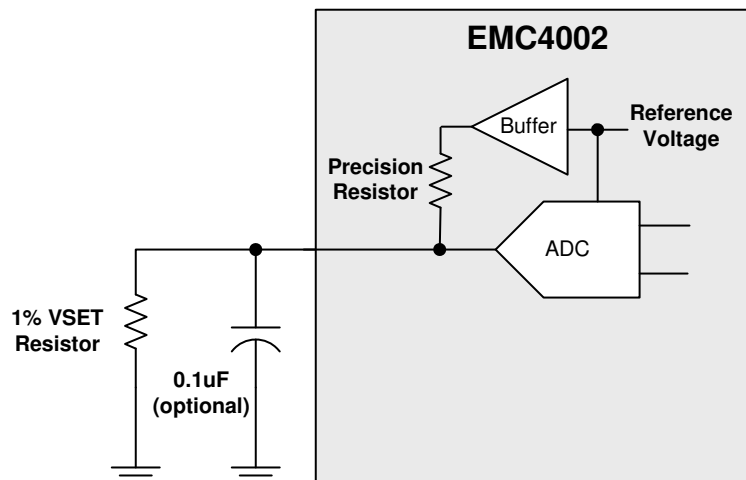 EMC4002
Buffer
Reference
Voltage
Precision
Resistor
ADC
1% VSET
Resistor
0.1uF
(optional)